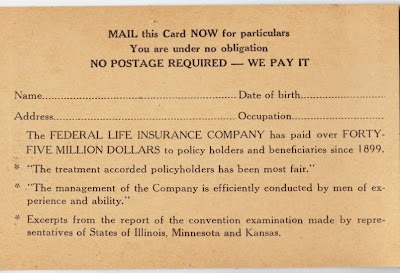 MAIL this Card NOW for particulars
You are under no obligation
NO POSTAGE REQUIRED — WE PAY IT
Name.......................................................Date of birth.....................
Address..................................................Occupation.........................
The FEDERAL LIFE INSURANCE COMPANY has paid over FORTY-
FIVE MILLION DOLLARS to policy holders and beneficiaries since 1899.
* "The treatment accorded policyholders has been most fair."
* "The management of the Company is efficiently conducted by men of ex-
perience and ability."
* Excerpts from the report of the convention examination made by repre-
sentatives of States of Illinois, Minnesota and Kansas.